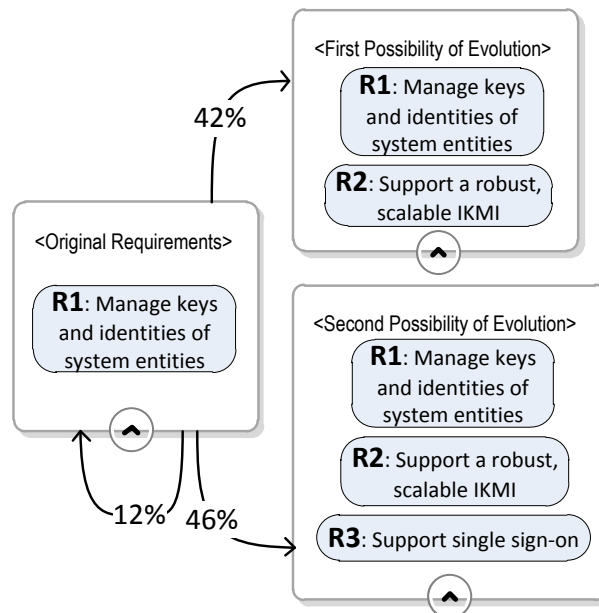 <First Possibility of Evolution>
R1: Manage keys
and identities of
system entities
R2: Support a robust,
scalable IKMI
42%
<Original Requirements>
R1: Manage keys
and identities of
system entities
12%
46%
<Second Possibility of Evolution>
R1: Manage keys
and identities of
system entities
R2: Support a robust,
scalable IKMI
R3: Support single sign-on